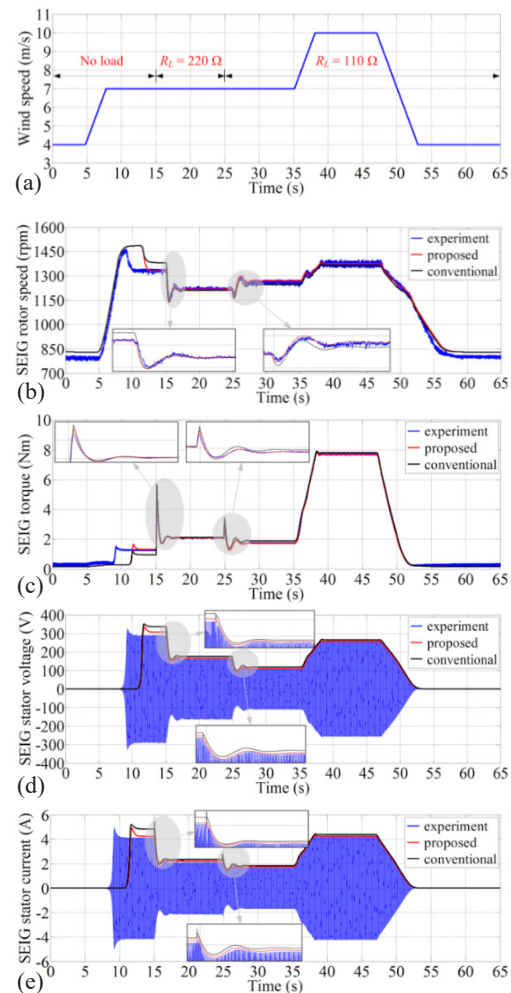 11
10
9
8
7
6
5
4
3
Wind speed (m/s)
No load
R_L = 220 Ω
R_L = 110 Ω
0 5 10 15 20 25 30 35 40 45 50 55 60 65
Time (s)
(a)
1600
1450
1300
1150
1000
850
700
SEIG rotor speed (rpm)
experiment
proposed
conventional
0 5 10 15 20 25 30 35 40 45 50 55 60 65
Time (s)
(b)
10
8
6
4
2
0
SEIG torque (Nm)
experiment
proposed
conventional
0 5 10 15 20 25 30 35 40 45 50 55 60 65
Time (s)
(c)
400
300
200
100
0
-100
-200
-300
-400
SEIG stator voltage (V)
experiment
proposed
conventional
0 5 10 15 20 25 30 35 40 45 50 55 60 65
Time (s)
(d)
6
4
2
0
-2
-4
-6
SEIG stator current (A)
experiment
proposed
conventional
0 5 10 15 20 25 30 35 40 45 50 55 60 65
Time (s)
(e)